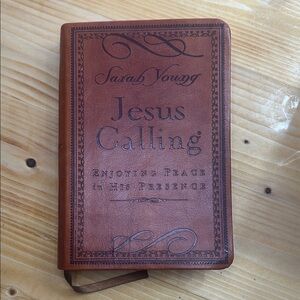 Sarah Young
Jesus
Calling
Enjoying Peace
in His Presence